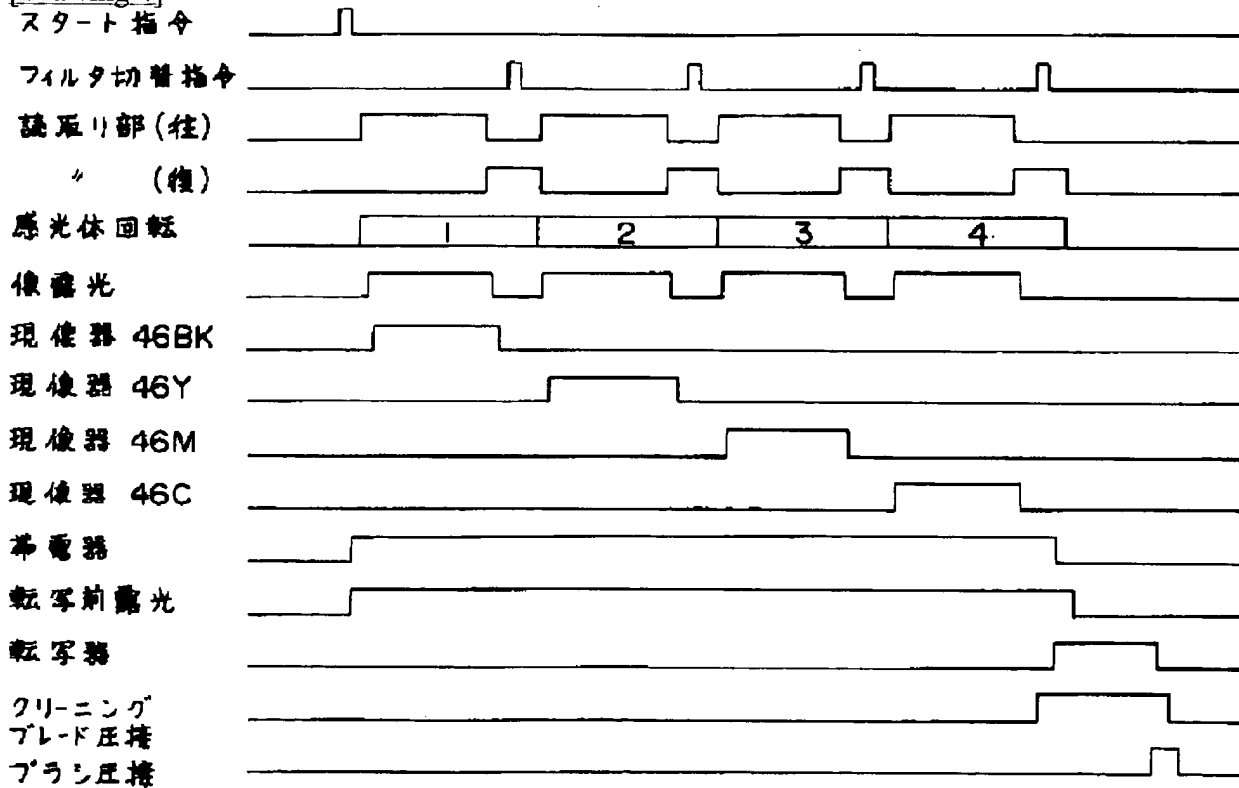 スタート指令
フィルタ切替指令
読取り部(往)
〃 (復)
感光体回転
1 2 3 4
像露光
現像器 46BK
現像器 46Y
現像器 46M
現像器 46C
帯電器
転写前露光
転写器
クリーニング
ブレード圧接
ブラシ圧接